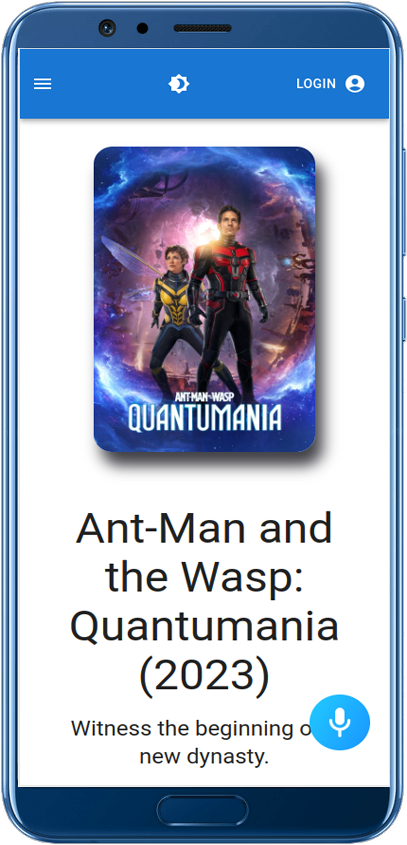 LOGIN
ANT-MAN AND THE WASP
QUANTUMANIA
Ant-Man and
the Wasp:
Quantumania
(2023)
Witness the beginning o
new dynasty.